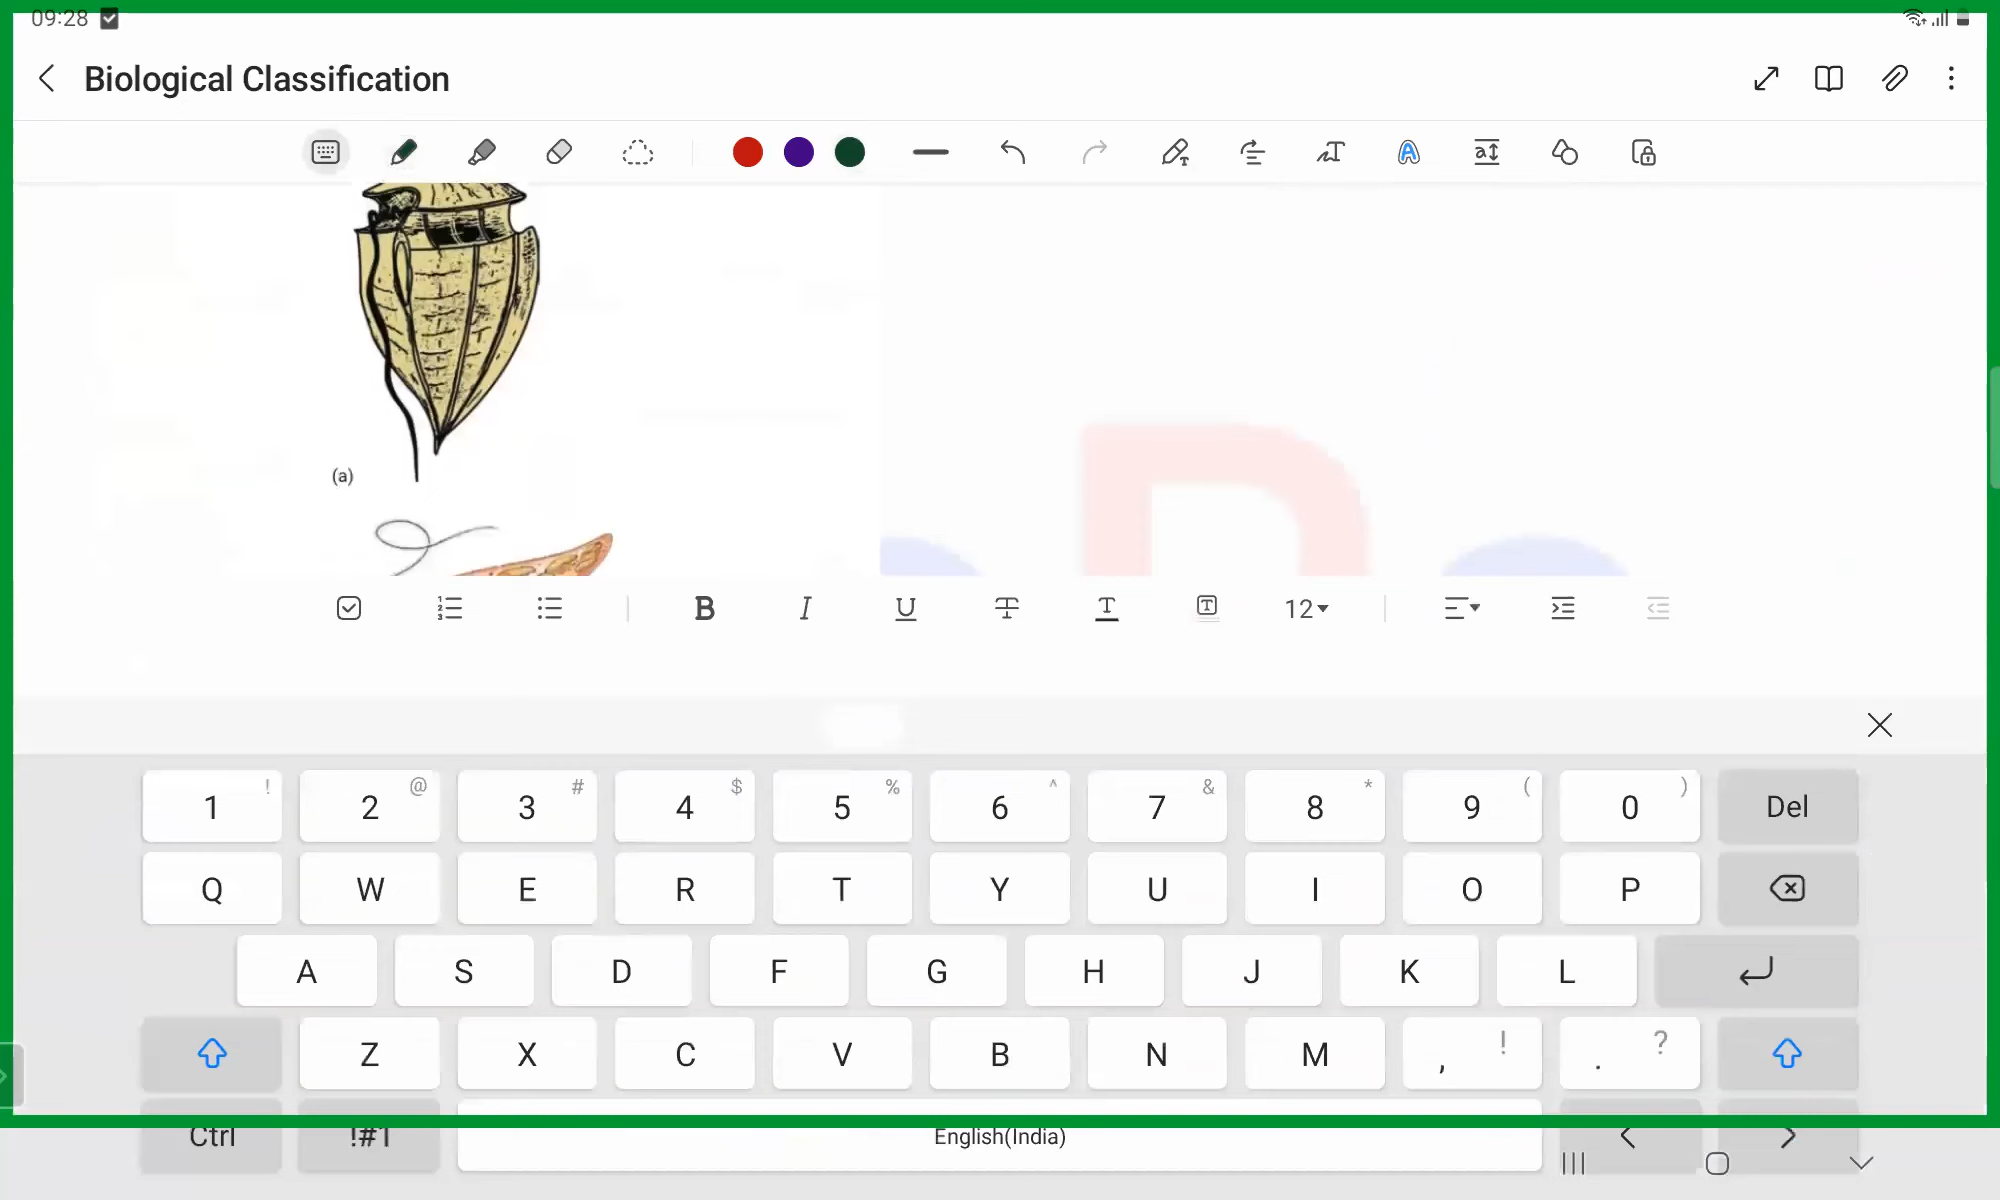 09:28
Biological Classification
(a)
B I U T T T 12
1 ! 2 @ 3 # 4 $ 5 % 6 ^ 7 & 8 * 9 ( 0 ) Del
Q W E R T Y U I O P
A S D F G H J K L
Z X C V B N M , ! . ?
Ctrl !#1 English(India) < >